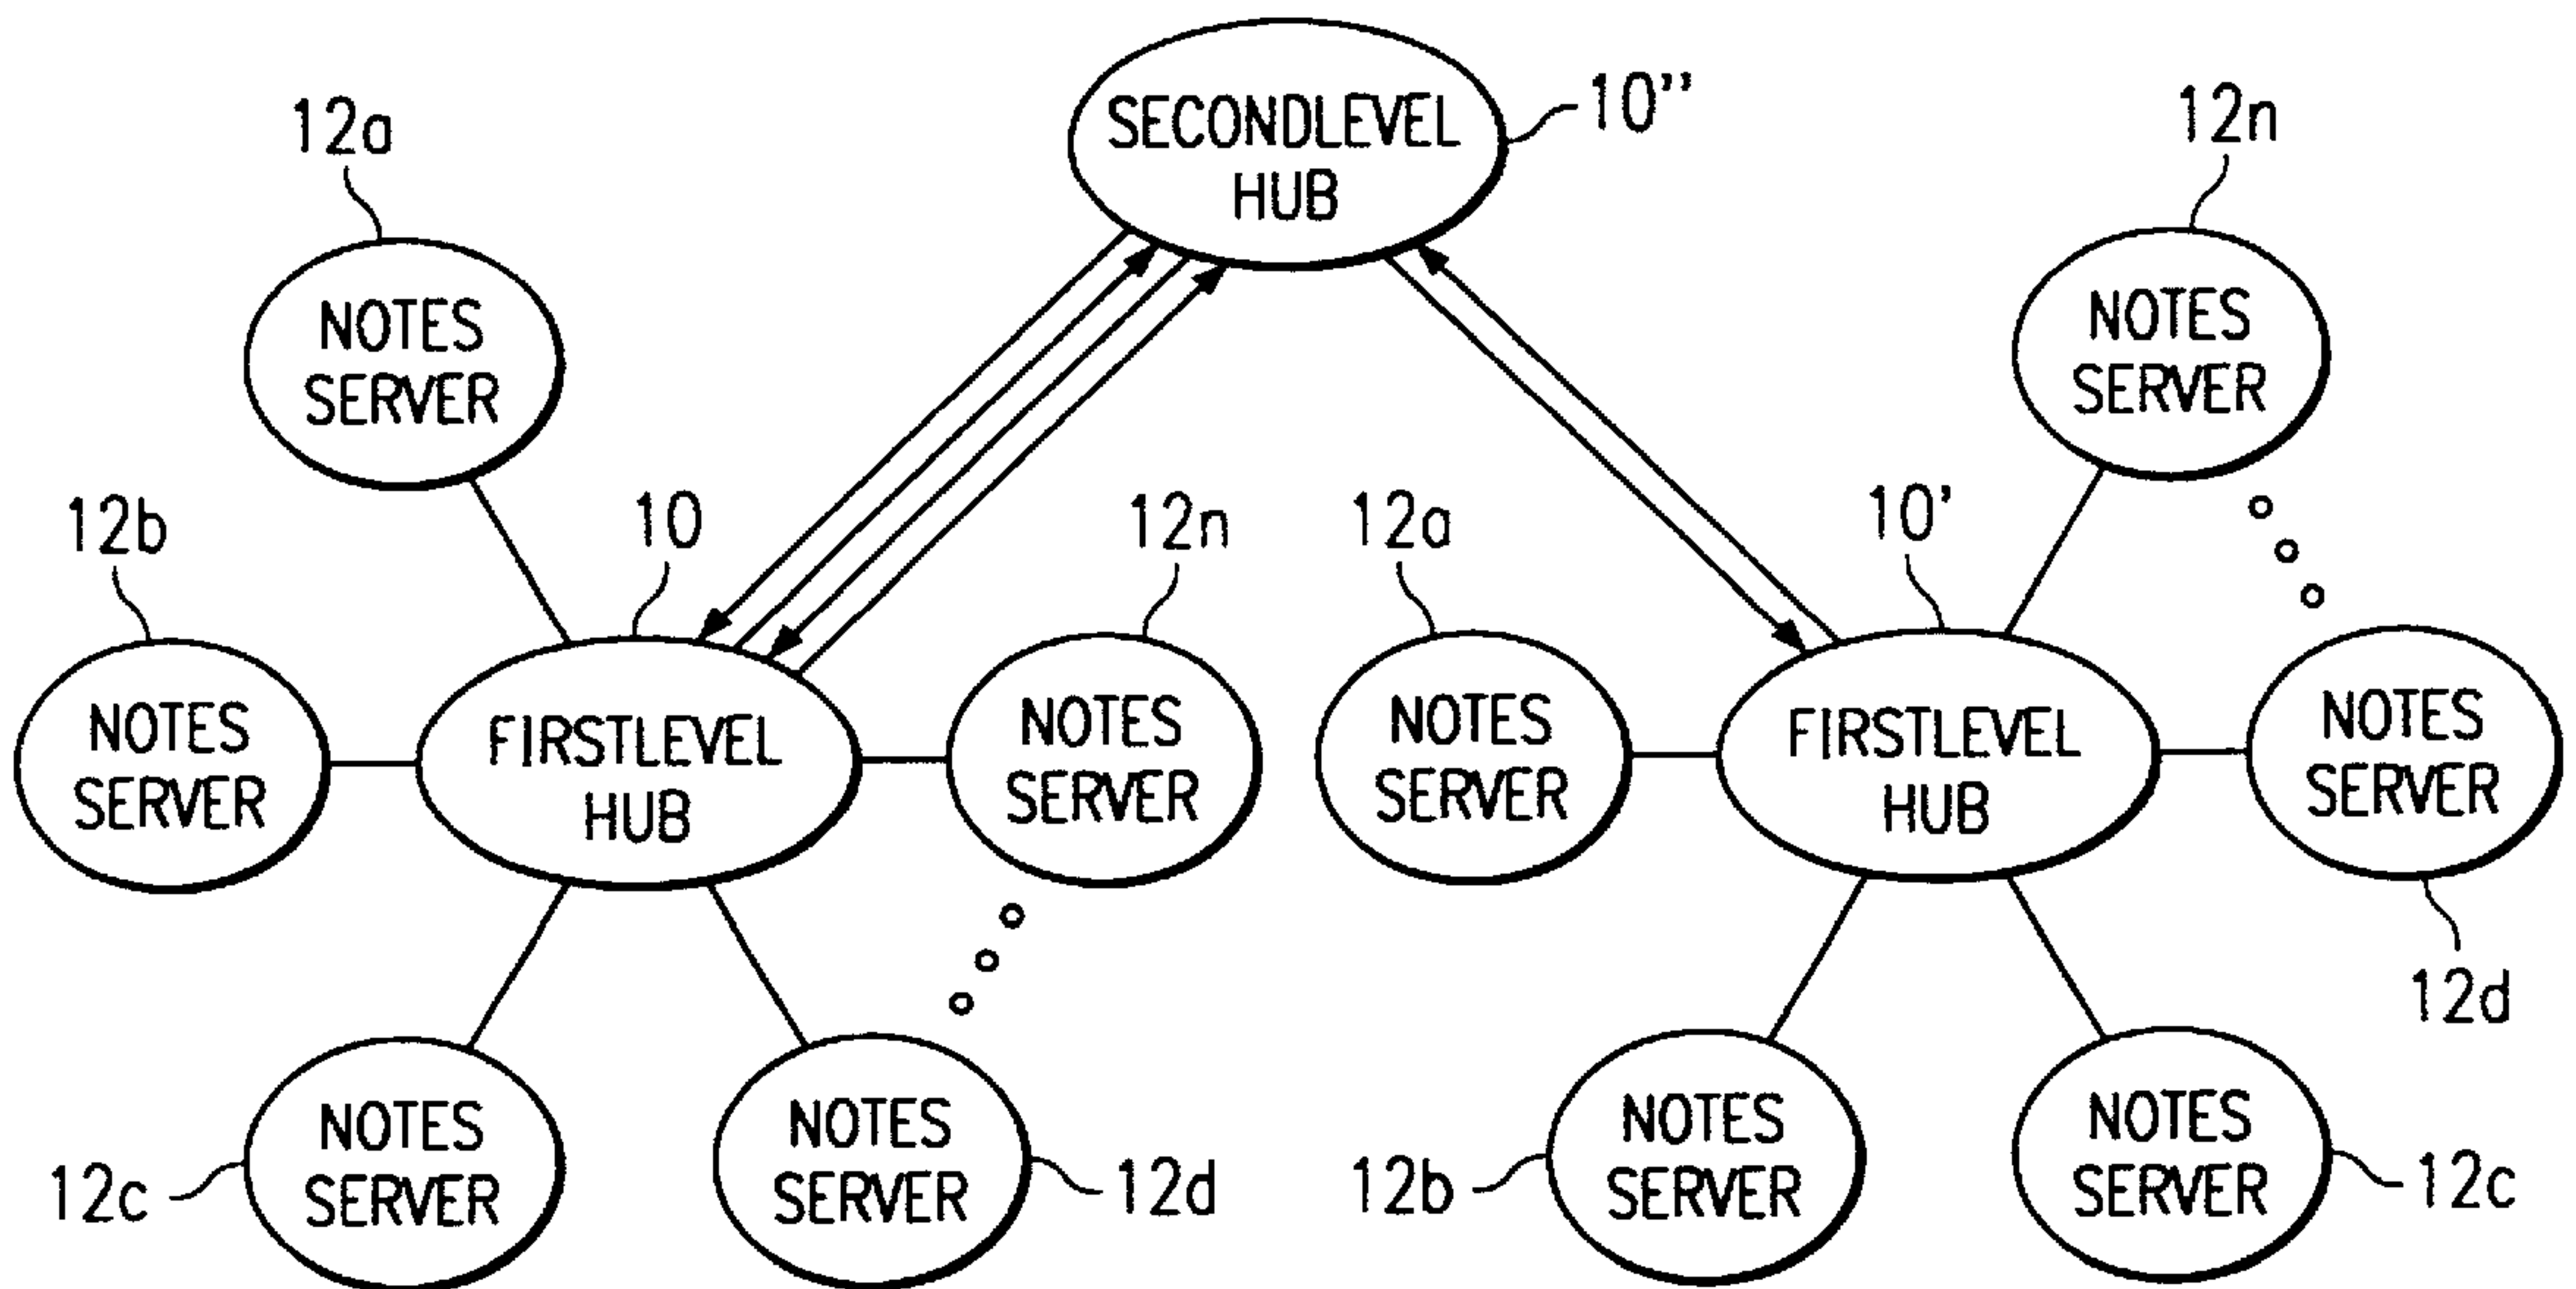 SECONDLEVEL
HUB
10"
12a
NOTES
SERVER
12n
NOTES
SERVER
12b
NOTES
SERVER
10
FIRSTLEVEL
HUB
12n
NOTES
SERVER
12a
NOTES
SERVER
10'
FIRSTLEVEL
HUB
NOTES
SERVER
12d
12c
NOTES
SERVER
NOTES
SERVER
12d
12b
NOTES
SERVER
NOTES
SERVER
12c